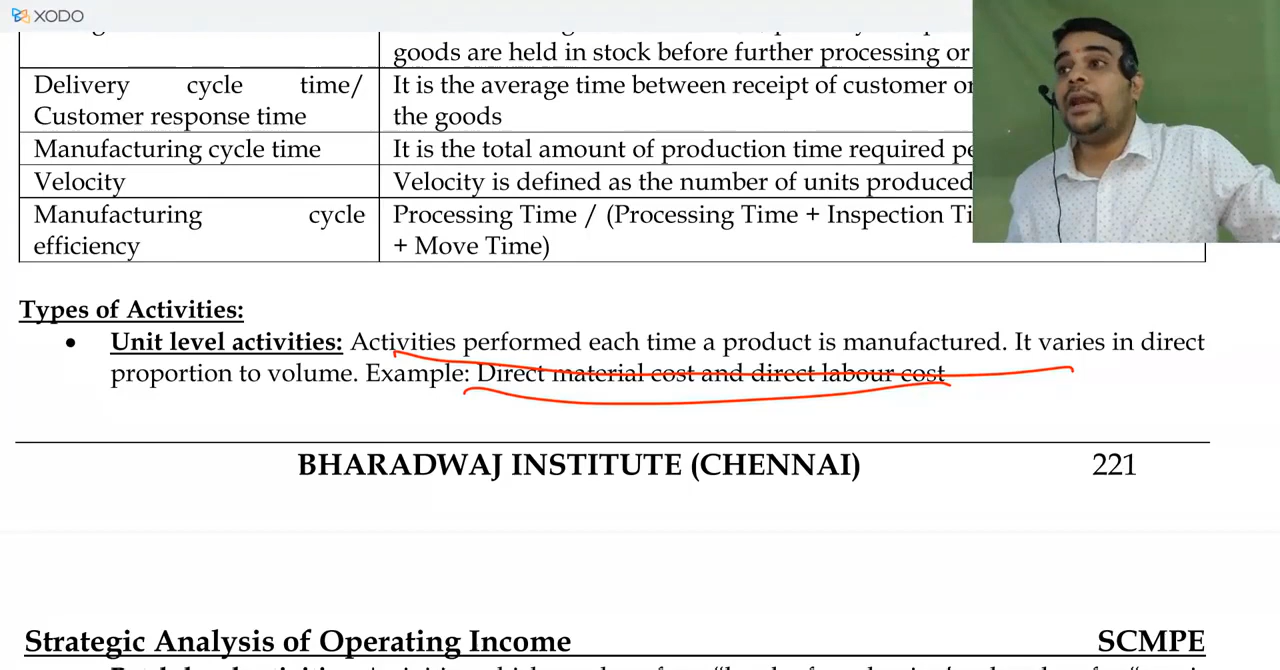 XODO
goods are held in stock before further processing or
Delivery cycle time/
Customer response time
It is the average time between receipt of customer
the goods
Manufacturing cycle time
It is the total amount of production time required
Velocity
Velocity is defined as the number of units produced
Manufacturing cycle
efficiency
Processing Time / (Processing Time + Inspection
+ Move Time)
Types of Activities:
• Unit level activities: Activities performed each time a product is manufactured. It varies in direct
proportion to volume. Example: Direct material cost and direct labour cost
BHARADWAJ INSTITUTE (CHENNAI) 221
Strategic Analysis of Operating Income SCMPE